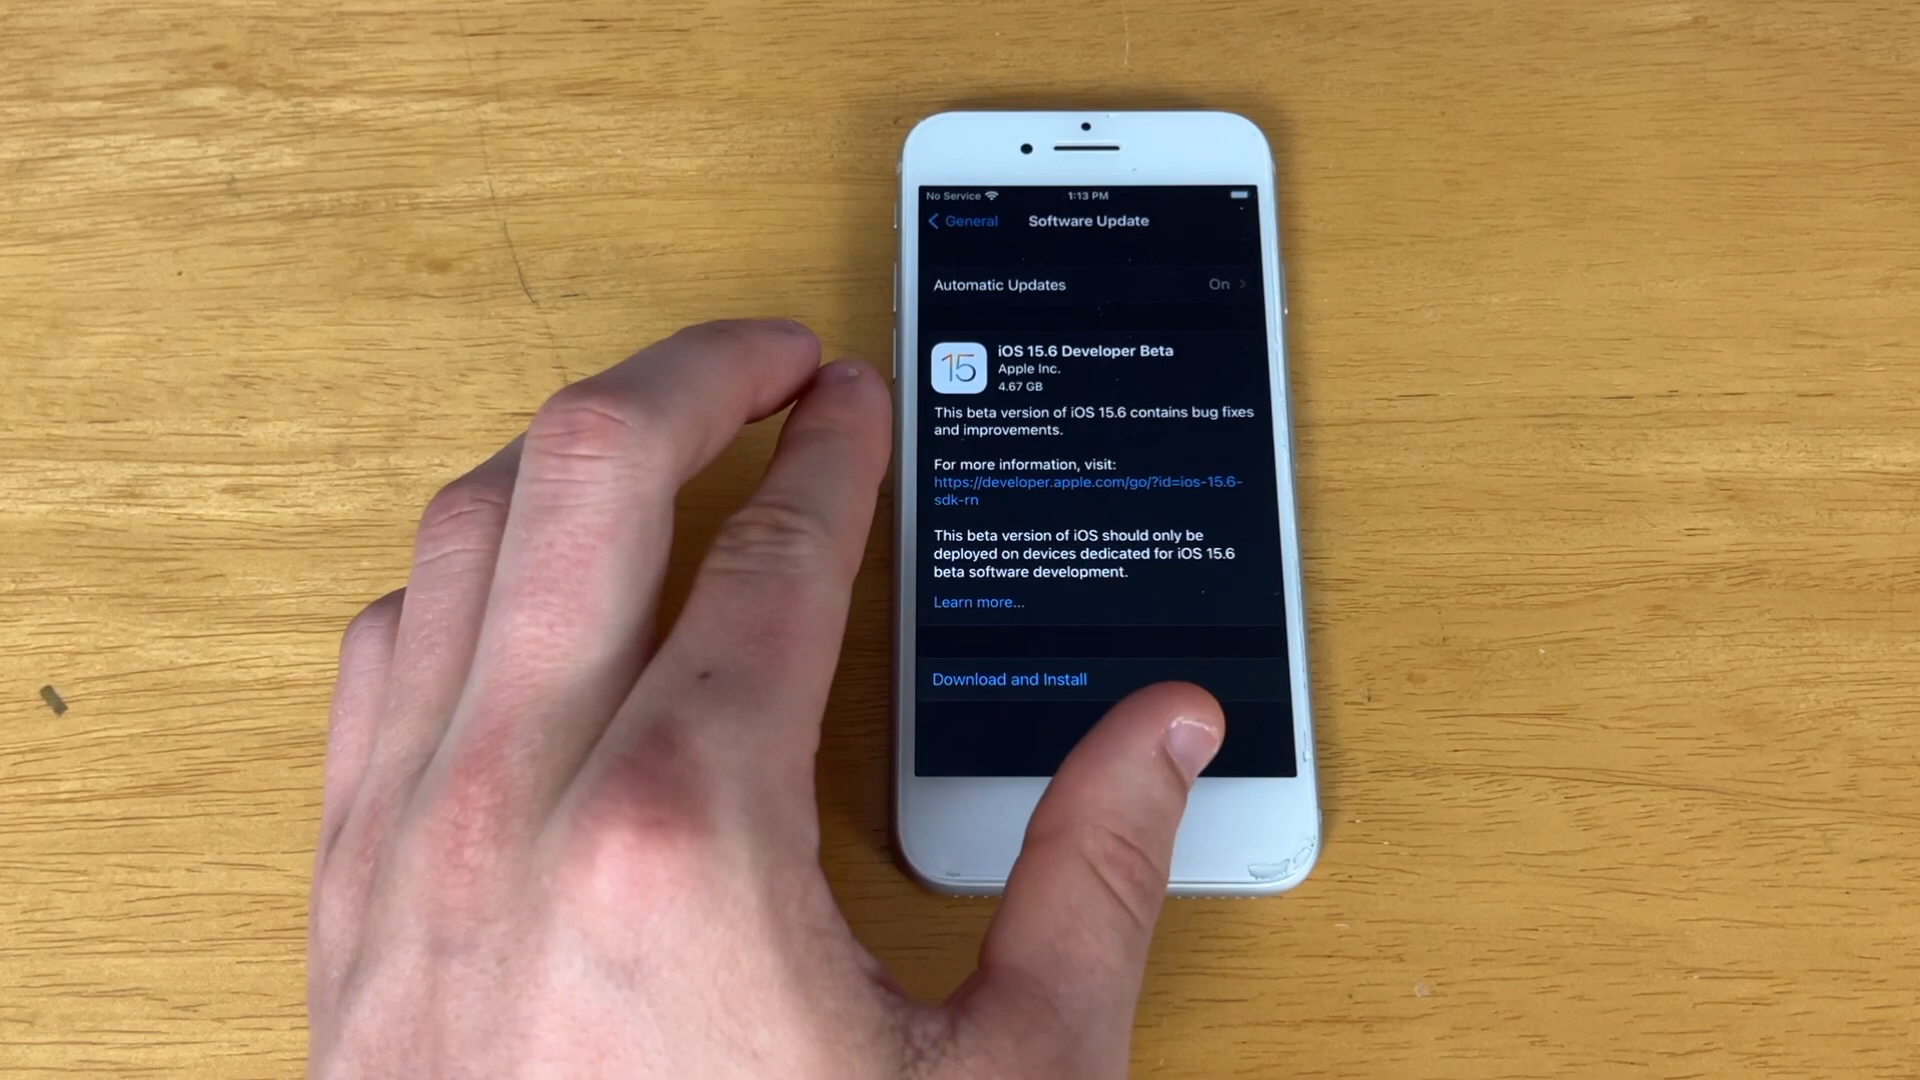 No Service 1:13 PM
General Software Update
Automatic Updates On
15
iOS 15.6 Developer Beta
Apple Inc.
4.67 GB
This beta version of iOS 15.6 contains bug fixes
and improvements.
For more information, visit:
https://developer.apple.com/go/?id=ios-15.6-
sdk-rn
This beta version of iOS should only be
deployed on devices dedicated for iOS 15.6
beta software development.
Learn more...
Download and Install